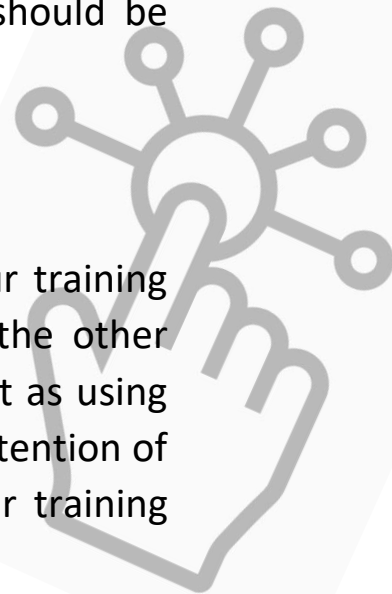 should be
r training
the other
t as using
tention of
r training